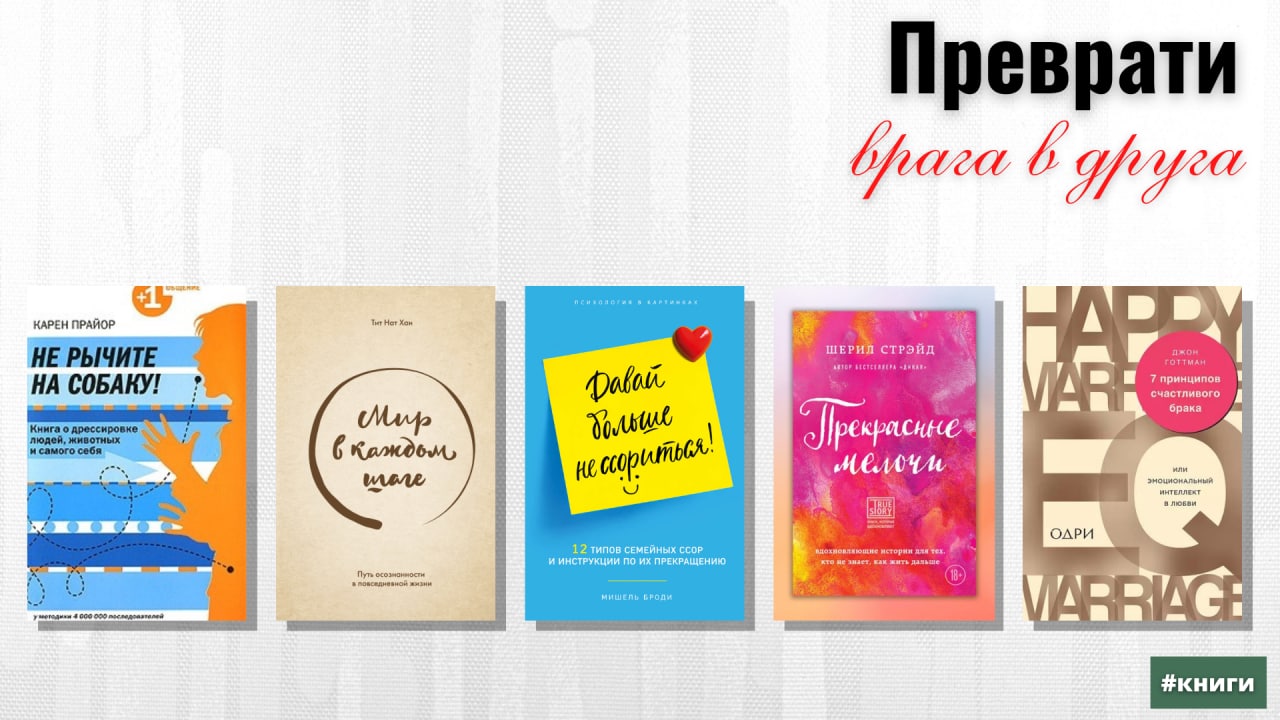 Преврати
врага в друга
+1
ОБЩЕНИЕ
КАРЕН ПРАЙОР
НЕ РЫЧИТЕ
НА СОБАКУ!
Книга о дрессировке
людей, животных
и самого себя
у методики 4 000 000 последователей
Тит Нат Хан
Мир
в каждом
шаге
Путь осознанности
в повседневной жизни
ПСИХОЛОГИЯ В КАРТИНКАХ
Давай
больше
не ссориться!
12 ТИПОВ СЕМЕЙНЫХ ССОР
И ИНСТРУКЦИИ ПО ИХ ПРЕКРАЩЕНИЮ
МИШЕЛЬ БРОДИ
ШЕРИЛ СТРЭЙД
АВТОР БЕСТСЕЛЛЕРА «ДИКАЯ»
Прекрасные
мелочи
TRUE
STORY
вдохновляющие истории для тех,
кто не знает, как жить дальше
18+
HAPPY
MARRIAGE
ДЖОН
ГОТТМАН
7 принципов
счастливого
брака
EQ
ИЛИ
ЭМОЦИОНАЛЬНЫЙ
ИНТЕЛЛЕКТ
В ЛЮБВИ
ОДРИ
MARRIAGE
#книги